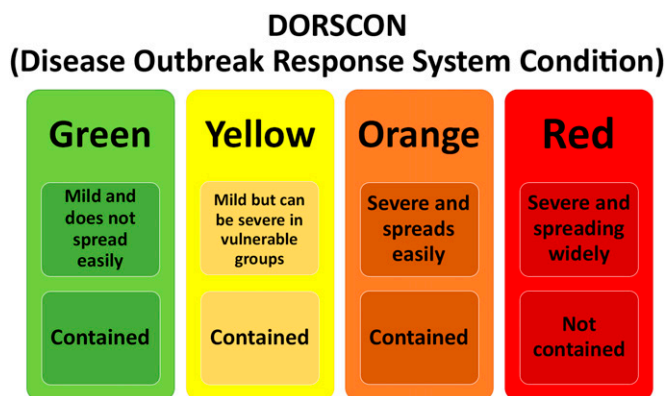 DORSCON
(Disease Outbreak Response System Condition)
Green
Mild and
does not
spread
easily
Contained
Yellow
Mild but can
be severe in
vulnerable
groups
Contained
Orange
Severe and
spreads
easily
Contained
Red
Severe and
spreading
widely
Not
contained